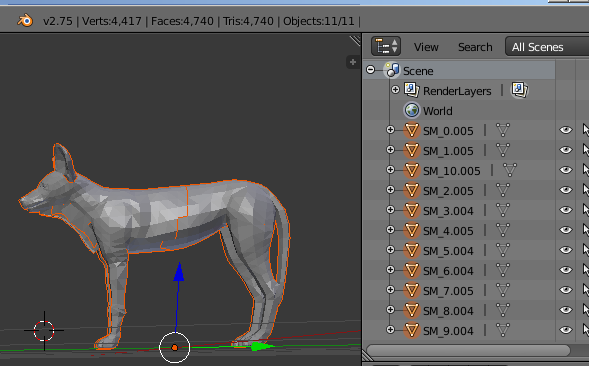 v2.75 | Verts:4,417 | Faces:4,740 | Tris:4,740 | Objects:11/11 |
View Search All Scenes
Scene
RenderLayers |
World
SM_0.005 |
SM_1.005 |
SM_10.005 |
SM_2.005 |
SM_3.004 |
SM_4.005 |
SM_5.004 |
SM_6.004 |
SM_7.005 |
SM_8.004 |
SM_9.004 |